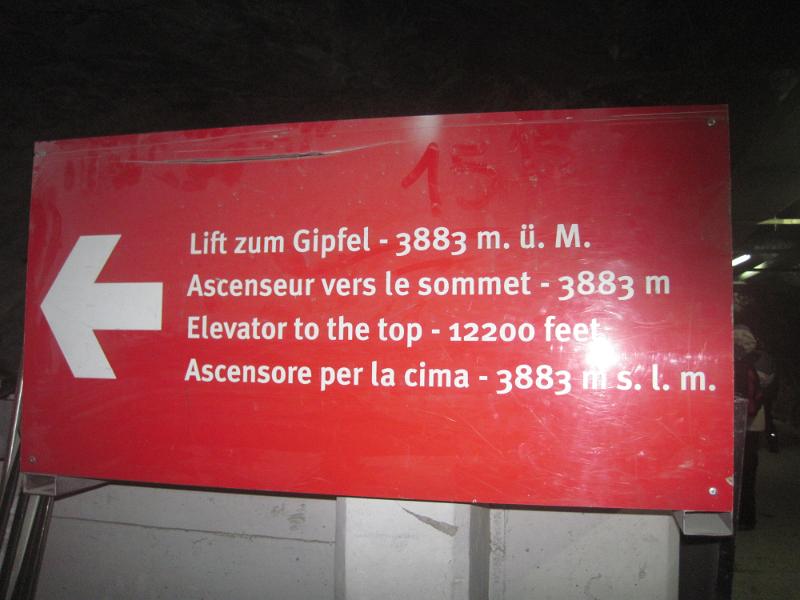 15
Lift zum Gipfel - 3883 m. ü. M.
Ascenseur vers le sommet - 3883 m
Elevator to the top - 12200 feet
Ascensore per la cima - 3883 m s. l. m.